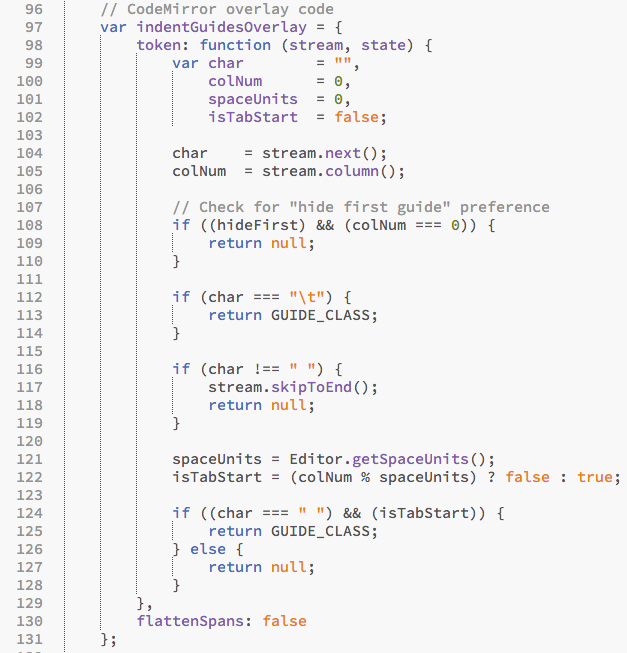 96 // CodeMirror overlay code
97 var indentGuidesOverlay = {
98     token: function (stream, state) {
99         var char        = "",
100             colNum      = 0,
101             spaceUnits  = 0,
102             isTabStart  = false;
103
104         char    = stream.next();
105         colNum  = stream.column();
106
107         // Check for "hide first guide" preference
108         if ((hideFirst) && (colNum === 0)) {
109             return null;
110         }
111
112         if (char === "\t") {
113             return GUIDE_CLASS;
114         }
115
116         if (char !== " ") {
117             stream.skipToEnd();
118             return null;
119         }
120
121         spaceUnits = Editor.getSpaceUnits();
122         isTabStart = (colNum % spaceUnits) ? false : true;
123
124         if ((char === " ") && (isTabStart)) {
125             return GUIDE_CLASS;
126         } else {
127             return null;
128         }
129     },
130     flattenSpans: false
131 };